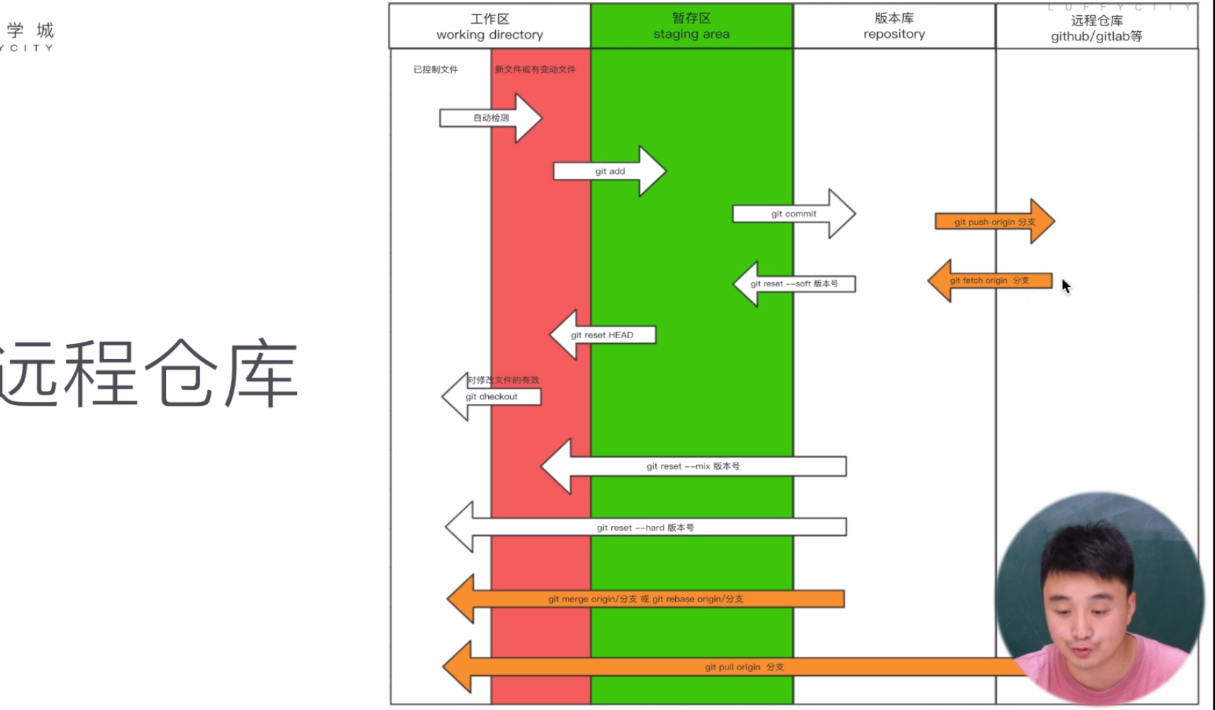 学城
YCITY
LUFFYCITY
远程仓库
工作区
working directory
暂存区
staging area
版本库
repository
远程仓库
github/gitlab等
已控制文件
新文件或有变动文件
自动检测
git add
git commit
git push origin 分支
git reset --soft 版本号
git fetch origin 分支
git reset HEAD
对修改文件的有效
git checkout
git reset --mix 版本号
git reset --hard 版本号
git merge origin/分支 或 git rebase origin/分支
git pull origin 分支